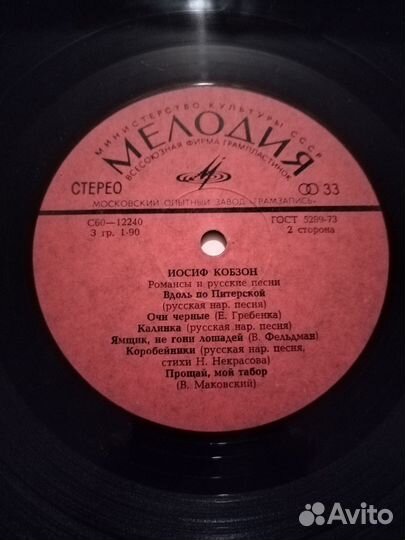 МИНИСТЕРСТВО КУЛЬТУРЫ СССР
МЕЛОДИЯ
ВСЕСОЮЗНАЯ ФИРМА ГРАМПЛАСТИНОК
СТЕРЕО 33
МОСКОВСКИЙ ОПЫТНЫЙ ЗАВОД «ГРАМЗАПИСЬ»
С60—12240 ГОСТ 5289-73
3 гр. 1-90 2 сторона
ИОСИФ КОБЗОН
Романсы и русские песни
Вдоль по Питерской
(русская нар. песня)
Очи черные (Е. Гребенка)
Калинка (русская нар. песня)
Ямщик, не гони лошадей (В. Фельдман)
Коробейники (русская нар. песня,
стихи Н. Некрасова)
Прощай, мой табор
(В. Маковский)
Avito